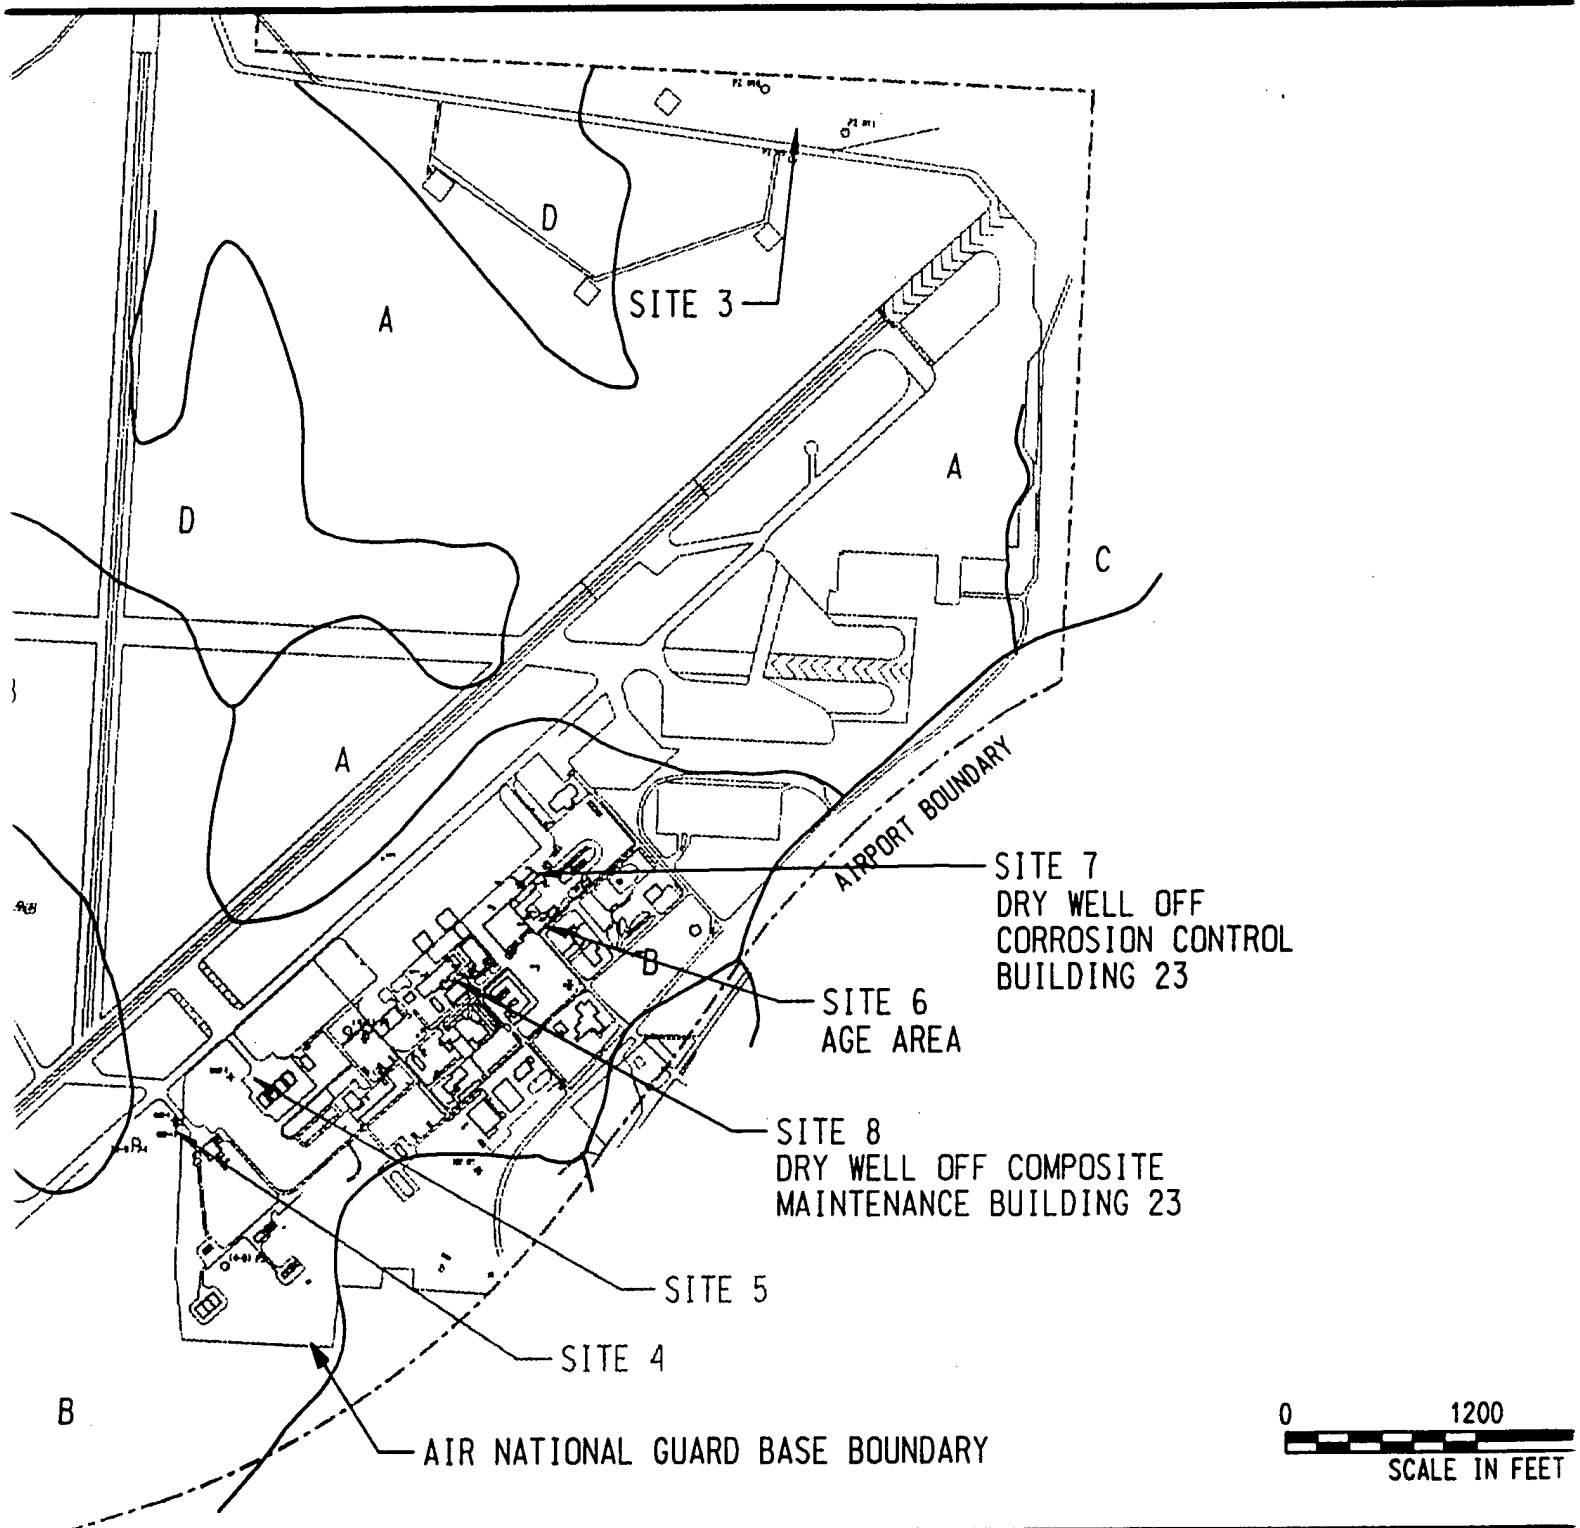 PZ M1
D
SITE 3
A
A
D
C
A
AIRPORT BOUNDARY
SITE 7
DRY WELL OFF
CORROSION CONTROL
BUILDING 23
B
SITE 6
AGE AREA
SITE 8
DRY WELL OFF COMPOSITE
MAINTENANCE BUILDING 23
SITE 5
SITE 4
B
AIR NATIONAL GUARD BASE BOUNDARY
0 1200
SCALE IN FEET